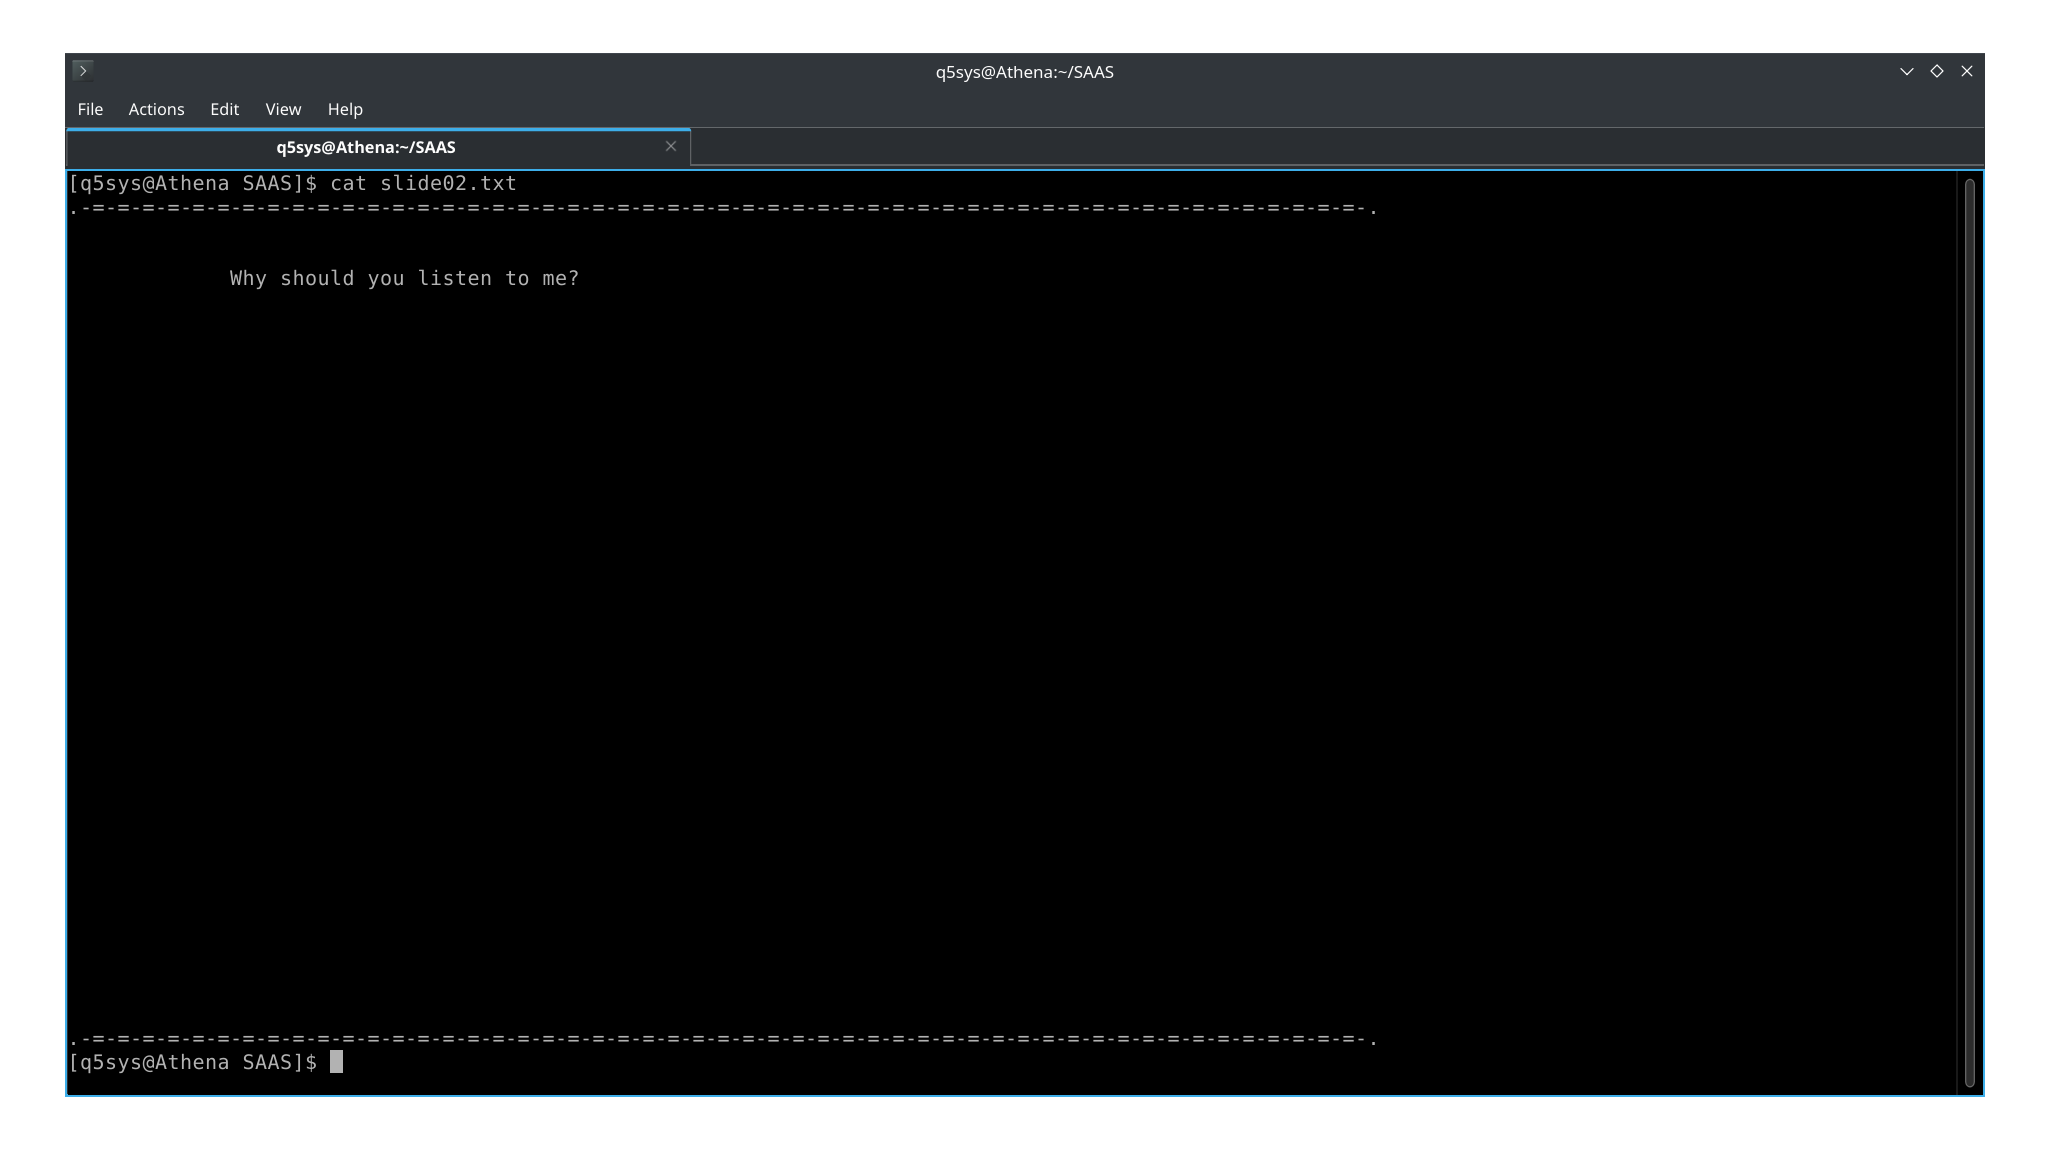 q5sys@Athena:~/SAAS
File Actions Edit View Help
q5sys@Athena:~/SAAS
[q5sys@Athena SAAS]$ cat slide02.txt
.-=-=-=-=-=-=-=-=-=-=-=-=-=-=-=-=-=-=-=-=-=-=-=-=-=-=-=-=-=-=-=-=-=-=-=-=-=-=-=-=-=-=-=-=-=-=-=-=-=-=-=-.
Why should you listen to me?
.-=-=-=-=-=-=-=-=-=-=-=-=-=-=-=-=-=-=-=-=-=-=-=-=-=-=-=-=-=-=-=-=-=-=-=-=-=-=-=-=-=-=-=-=-=-=-=-=-=-=-=-.
[q5sys@Athena SAAS]$